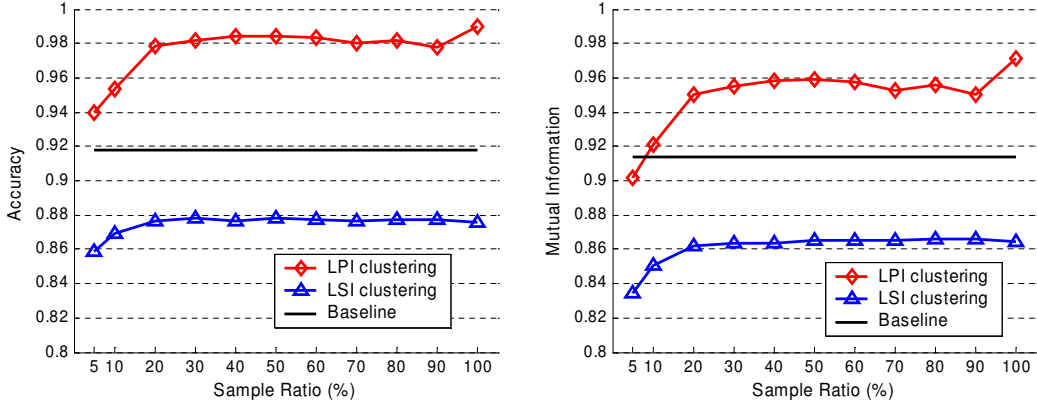 1
0.98
0.96
0.94
0.92
0.9
0.88
0.86
0.84
0.82
0.8
Accuracy
5 10 20 30 40 50 60 70 80 90 100
Sample Ratio (%)
LPI clustering
LSI clustering
Baseline
1
0.98
0.96
0.94
0.92
0.9
0.88
0.86
0.84
0.82
0.8
Mutual Information
5 10 20 30 40 50 60 70 80 90 100
Sample Ratio (%)
LPI clustering
LSI clustering
Baseline